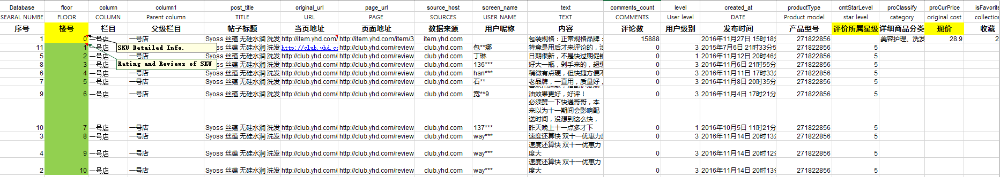 Database floor column column1 post_title original_url page_url source_host screen_name text comments_count level created_at productType cmtStarLevel proClassify proCurPrice isFavorite
SEARAL NUMBE FLOOR COLUMN Parent column TITLE URL PAGE SOURCES USER NAME TEXT COMMENTS User level DATE Product model star level category original cost collection
序号 楼号 栏目 父级栏目 帖子标题 当页地址 页面地址 数据来源 用户昵称 内容 评论数 用户级别 发布时间 产品型号 评价所属星级 详细商品分类 现价 收藏
1 0 一号店 一号店 Syoss 丝蕴 无硅水润 洗发 http://item.yhd.com/ http://item.yhd.com/item/3 item.yhd.com 包装规格：正常规格品牌： 15888 2016年11月27日 15时18分 271822856 美容护理、洗发 28.9 2
SKU Detailed Info.
11 1 一号店 一号店 Syoss 丝蕴 无硅水润 洗发 http://club.yhd.c http://club.yhd.com/review club.yhd.com 包**娜 特意是用后才来评论的， 0 3 2015年7月6日 21时33分5 271822856 5
5 2 一号店 一号店 Syoss 丝蕴 无硅水润 洗发 http://club.yhd.com/ http://club.yhd.com/review club.yhd.com 丁琳 日期很新，不是快过期促销 0 1 2016年11月12日 20时46分 271822856 5
Rating and Reviews of SKU
8 3 一号店 一号店 Syoss 丝蕴 无硅水润 洗发 http://club.yhd.com/ http://club.yhd.com/review club.yhd.com 136*** 好大一瓶，剁手来的，超级 0 3 2016年11月6日 21时55分 271822856 5
6 4 一号店 一号店 Syoss 丝蕴 无硅水润 洗发 http://club.yhd.com/ http://club.yhd.com/review club.yhd.com han*** 稍微有点硬，但快捷方便不 0 1 2016年11月11日 17时33分 271822856 5
7 5 一号店 一号店 Syoss 丝蕴 无硅水润 洗发 http://club.yhd.com/ http://club.yhd.com/review club.yhd.com 石** 老品牌，一直用，质量好， 0 3 2016年11月8日 20时35分 271822856 5
9 6 一号店 一号店 Syoss 丝蕴 无硅水润 洗发 http://club.yhd.com/ http://club.yhd.com/review club.yhd.com 宽**9 油效果更好，好评！ 0 3 2016年11月4日 17时21分 271822856 5
必须赞一下快递哥哥，本
来以为十一期间会影响配
送时间，没想到这么快，
10 7 一号店 一号店 Syoss 丝蕴 无硅水润 洗发 http://club.yhd.com/ http://club.yhd.com/review club.yhd.com 137*** 昨天晚上十一点多才下 0 1 2016年10月5日 11时21分 271822856 5
3 8 一号店 一号店 Syoss 丝蕴 无硅水润 洗发 http://club.yhd.com/ http://club.yhd.com/review club.yhd.com way*** 速度还算快 双十一优惠力度 0 3 2016年11月14日 20时13分 271822856 5
速度还算快 双十一优惠力
4 9 一号店 一号店 Syoss 丝蕴 无硅水润 洗发 http://club.yhd.com/ http://club.yhd.com/review club.yhd.com way*** 度大 0 3 2016年11月14日 20时12分 271822856 5
速度还算快 双十一优惠力
2 10 一号店 一号店 Syoss 丝蕴 无硅水润 洗发 http://club.yhd.com/ http://club.yhd.com/review club.yhd.com way*** 度大 0 3 2016年11月14日 20时13分 271822856 5